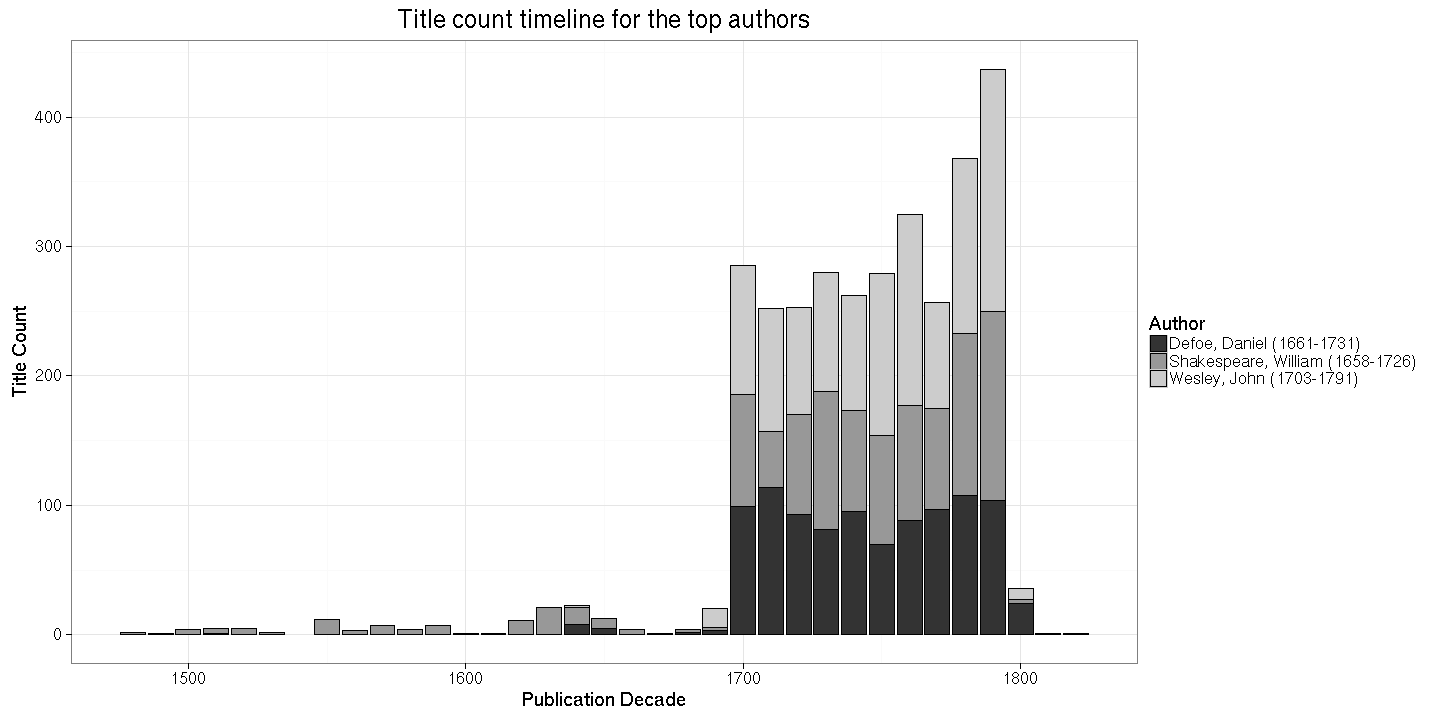 Title count timeline for the top authors
400
300
200
100
0
Title Count
1500 1600 1700 1800
Publication Decade
Author
Defoe, Daniel (1661-1731)
Shakespeare, William (1658-1726)
Wesley, John (1703-1791)